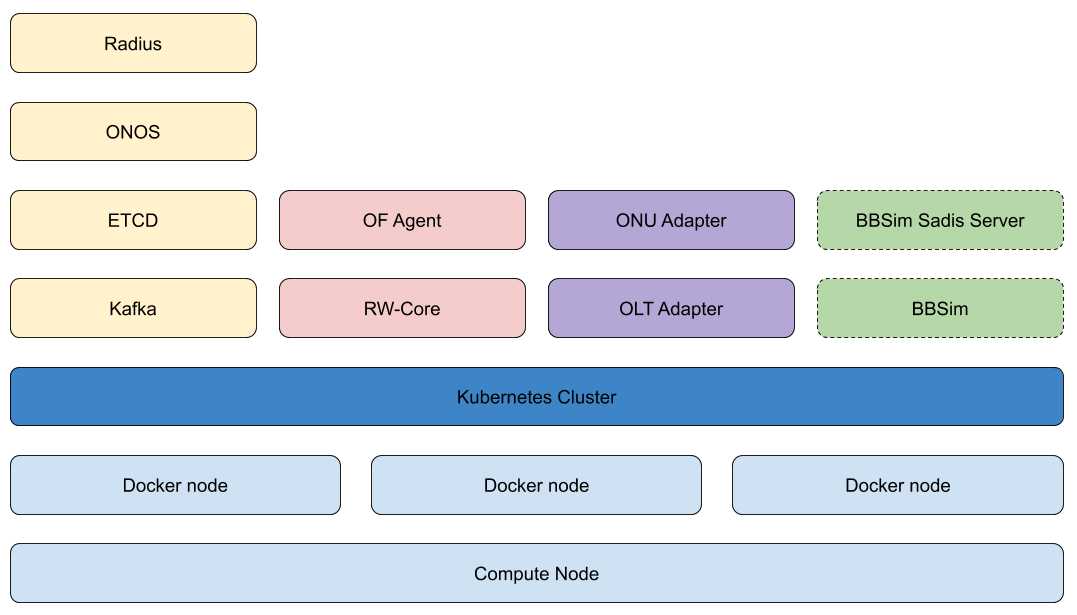 Radius
ONOS
ETCD
OF Agent
ONU Adapter
BBSim Sadis Server
Kafka
RW-Core
OLT Adapter
BBSim
Kubernetes Cluster
Docker node
Docker node
Docker node
Compute Node